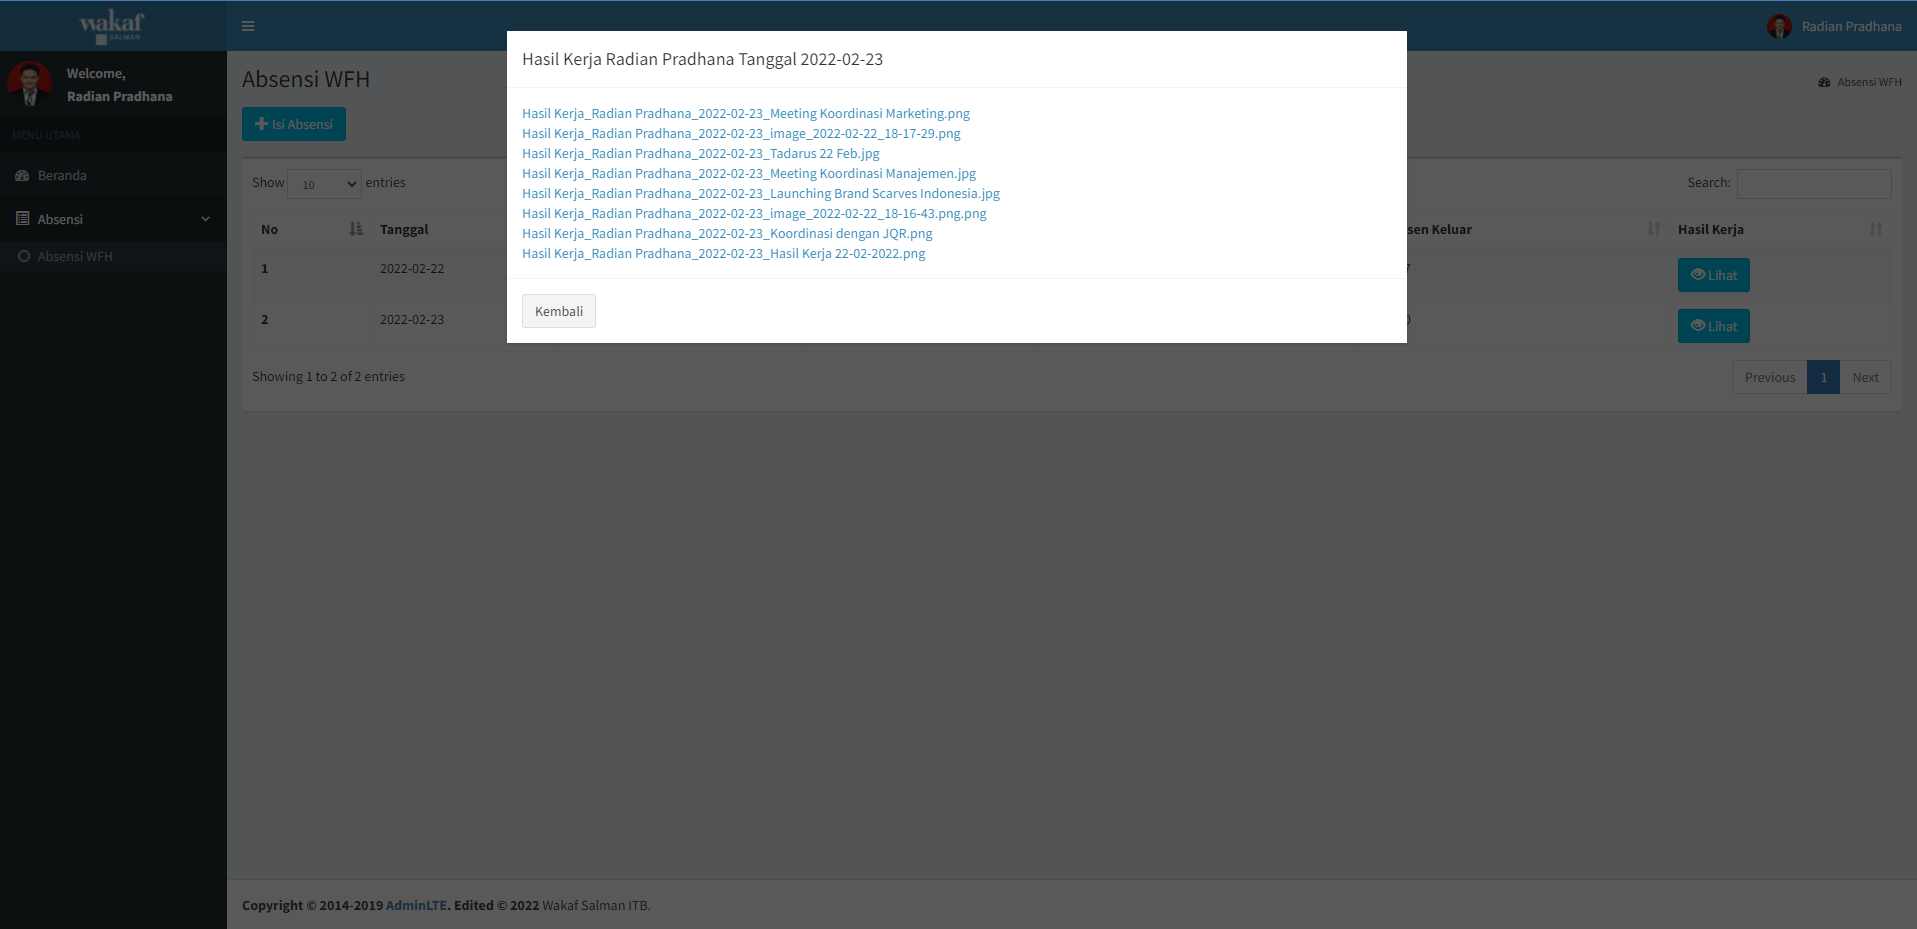 wakaf
SALMAN
Radian Pradhana
Welcome,
Radian Pradhana
MENU UTAMA
Beranda
Absensi
Absensi WFH
Absensi WFH
Absensi WFH
Isi Absensi
Hasil Kerja Radian Pradhana Tanggal 2022-02-23
Hasil Kerja_Radian Pradhana_2022-02-23_Meeting Koordinasi Marketing.png
Hasil Kerja_Radian Pradhana_2022-02-23_image_2022-02-22_18-17-29.png
Hasil Kerja_Radian Pradhana_2022-02-23_Tadarus 22 Feb.jpg
Hasil Kerja_Radian Pradhana_2022-02-23_Meeting Koordinasi Manajemen.jpg
Hasil Kerja_Radian Pradhana_2022-02-23_Launching Brand Scarves Indonesia.jpg
Hasil Kerja_Radian Pradhana_2022-02-23_image_2022-02-22_18-16-43.png.png
Hasil Kerja_Radian Pradhana_2022-02-23_Koordinasi dengan JQR.png
Hasil Kerja_Radian Pradhana_2022-02-23_Hasil Kerja 22-02-2022.png
Kembali
Show 10 entries
Search:
No Tanggal sen Keluar Hasil Kerja
1 2022-02-22 Lihat
2 2022-02-23 Lihat
Showing 1 to 2 of 2 entries
Previous 1 Next
Copyright © 2014-2019 AdminLTE. Edited © 2022 Wakaf Salman ITB.